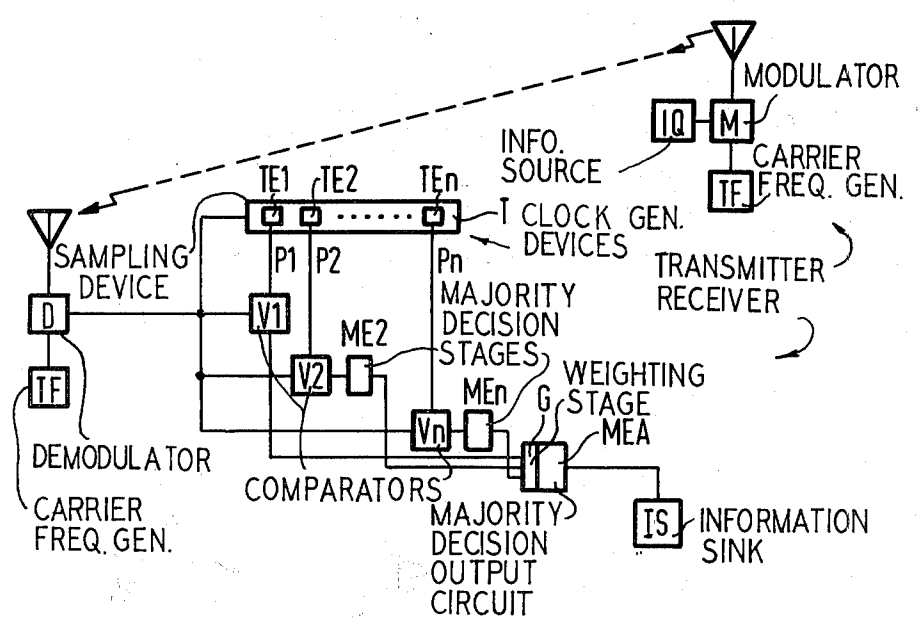 MODULATOR
IQ
M
INFO.
SOURCE
CARRIER
FREQ. GEN.
TF
TE1
TE2
TEn
T
CLOCK GEN.
DEVICES
SAMPLING
DEVICE
P1
P2
Pn
TRANSMITTER
RECEIVER
D
V1
MAJORITY
DECISION
STAGES
ME2
V2
TF
MEn
G
WEIGHTING
STAGE
MEA
Vn
DEMODULATOR
COMPARATORS
CARRIER
FREQ. GEN.
MAJORITY
DECISION
OUTPUT
CIRCUIT
IS
INFORMATION
SINK